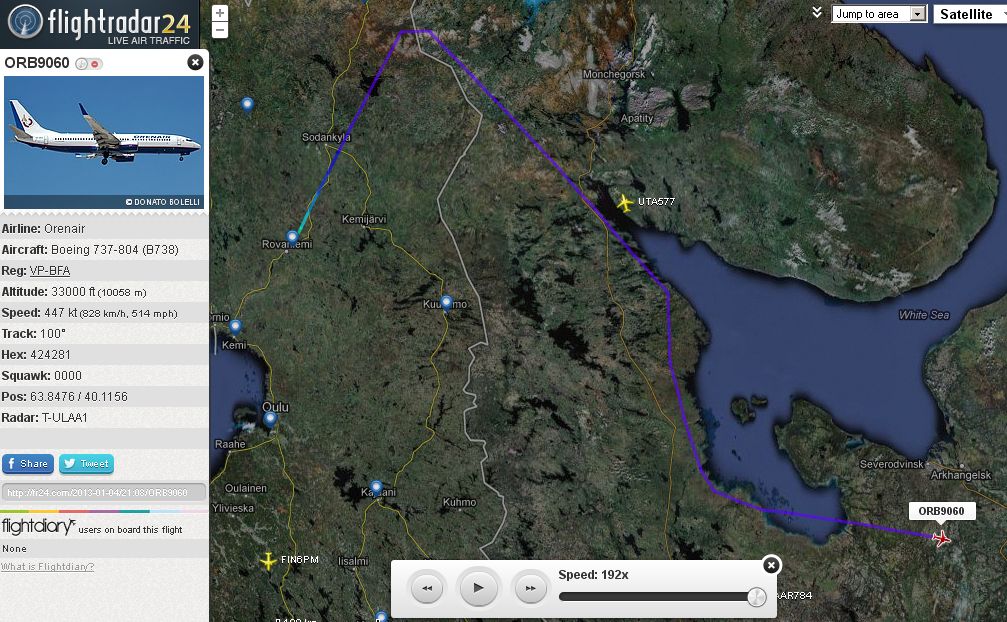 flightradar24
LIVE AIR TRAFFIC
ORB9060
ORENAIR
© DONATO BOLELLI
Airline: Orenair
Aircraft: Boeing 737-804 (B738)
Reg: VP-BFA
Altitude: 33000 ft (10058 m)
Speed: 447 kt (828 km/h, 514 mph)
Track: 100°
Hex: 424281
Squawk: 0000
Pos: 63.8476 / 40.1156
Radar: T-ULAA1
Share
Tweet
http://fr24.com/2013-01-04/21:03/ORB9060
flightdiary users on board this flight
None
What is Flightdiary?
Jump to area
Satellite
Monchegorsk
Apatity
Sodankylä
UTA577
Kemijärvi
Rovaniemi
Kuusamo
White Sea
Kemi
Oulu
Raahe
Severodvinsk
Arkhangelsk
Oulainen
Kajaani
Ylivieska
Kuhmo
ORB9060
FIN6PM
Iisalmi
Speed: 192x
AAR784